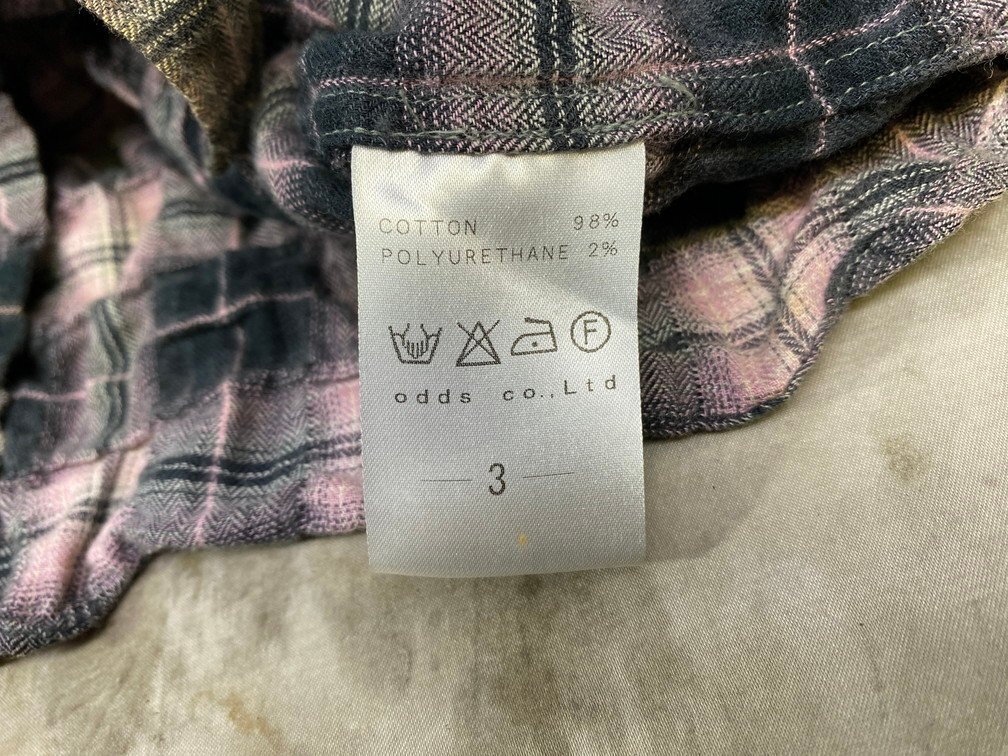 COTTON 98%
POLYURETHANE 2%
F
odds co.,Ltd
3